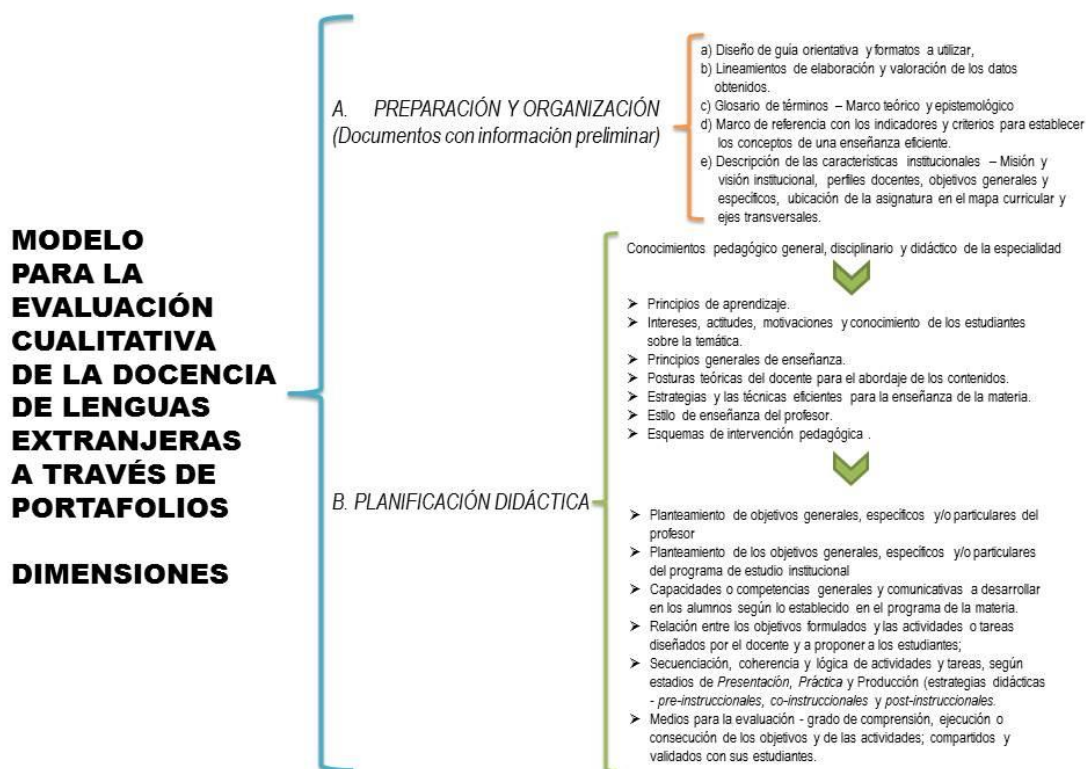 MODELO
PARA LA
EVALUACIÓN
CUALITATIVA
DE LA DOCENCIA
DE LENGUAS
EXTRANJERAS
A TRAVÉS DE
PORTAFOLIOS
DIMENSIONES
A. PREPARACIÓN Y ORGANIZACIÓN
(Documentos con información preliminar)
a) Diseño de guía orientativa y formatos a utilizar,
b) Lineamientos de elaboración y valoración de los datos
obtenidos.
c) Glosario de términos – Marco teórico y epistemológico
d) Marco de referencia con los indicadores y criterios para establecer
los conceptos de una enseñanza eficiente.
e) Descripción de las características institucionales – Misión y
visión institucional, perfiles docentes, objetivos generales y
específicos, ubicación de la asignatura en el mapa curricular y
ejes transversales.
B. PLANIFICACIÓN DIDÁCTICA
Conocimientos pedagógico general, disciplinario y didáctico de la especialidad
➢ Principios de aprendizaje.
➢ Intereses, actitudes, motivaciones y conocimiento de los estudiantes
sobre la temática.
➢ Principios generales de enseñanza.
➢ Posturas teóricas del docente para el abordaje de los contenidos.
➢ Estrategias y las técnicas eficientes para la enseñanza de la materia.
➢ Estilo de enseñanza del profesor.
➢ Esquemas de intervención pedagógica .
➢ Planteamiento de objetivos generales, específicos y/o particulares del
profesor
➢ Planteamiento de los objetivos generales, específicos y/o particulares
del programa de estudio institucional
➢ Capacidades o competencias generales y comunicativas a desarrollar
en los alumnos según lo establecido en el programa de la materia.
➢ Relación entre los objetivos formulados y las actividades o tareas
diseñados por el docente y a proponer a los estudiantes;
➢ Secuenciación, coherencia y lógica de actividades y tareas, según
estadios de Presentación, Práctica y Producción (estrategias didácticas
- pre-instruccionales, co-instruccionales y post-instruccionales.
➢ Medios para la evaluación - grado de comprensión, ejecución o
consecución de los objetivos y de las actividades; compartidos y
validados con sus estudiantes.